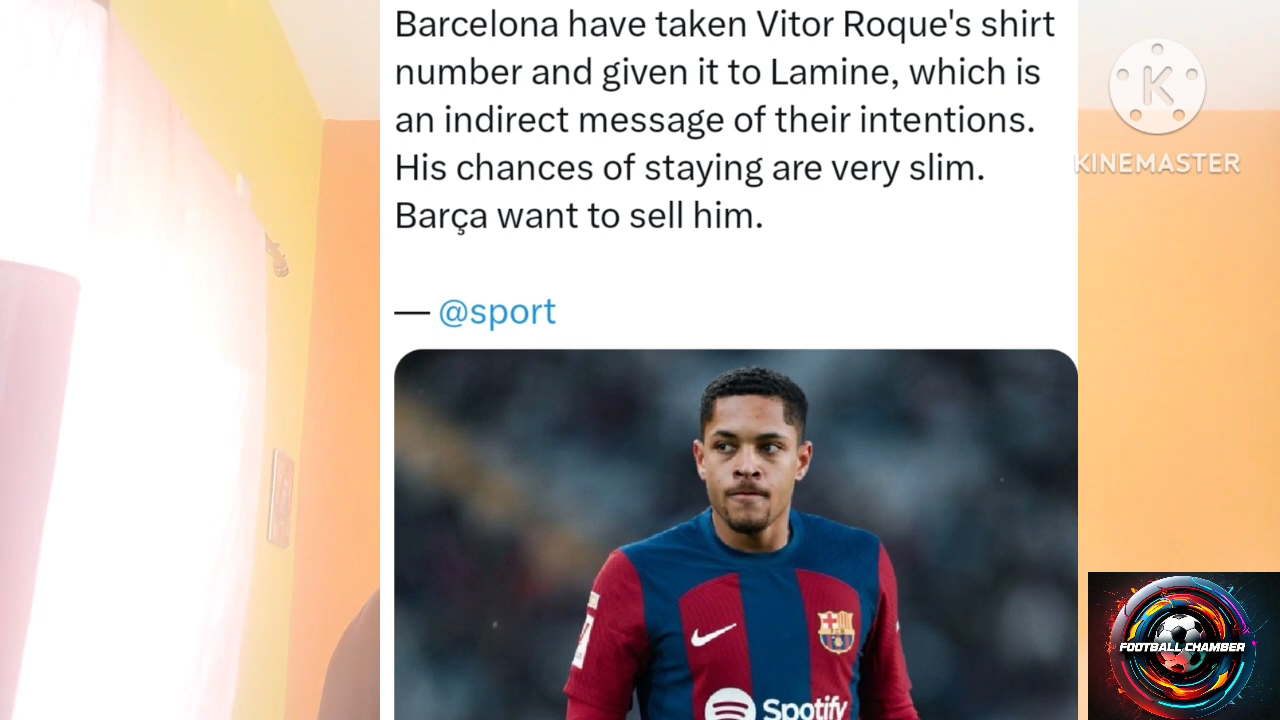 Barcelona have taken Vitor Roque's shirt
number and given it to Lamine, which is
an indirect message of their intentions.
His chances of staying are very slim.
Barça want to sell him.
— @sport
K
KINEMASTER
FOOTBALL CHAMBER
Spotify